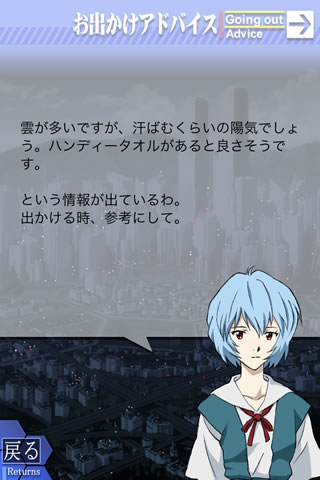 お出かけアドバイス
Going out
Advice
雲が多いですが、汗ばむくらいの陽気でしょ
う。ハンディータオルがあると良さそうで
す。
という情報が出ているわ。
出かける時、参考にして。
戻る
Returns